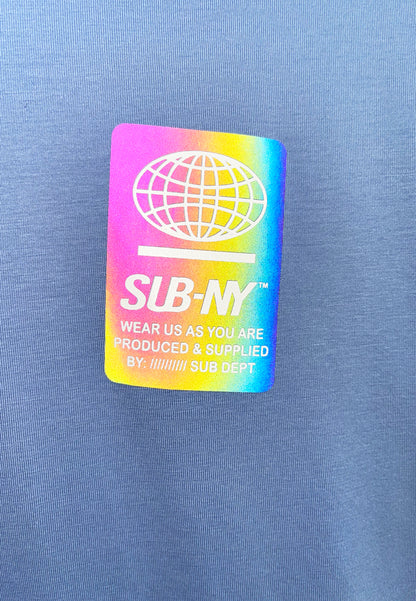 SUB-NY™
WEAR US AS YOU ARE
PRODUCED & SUPPLIED
BY: ////////// SUB DEPT